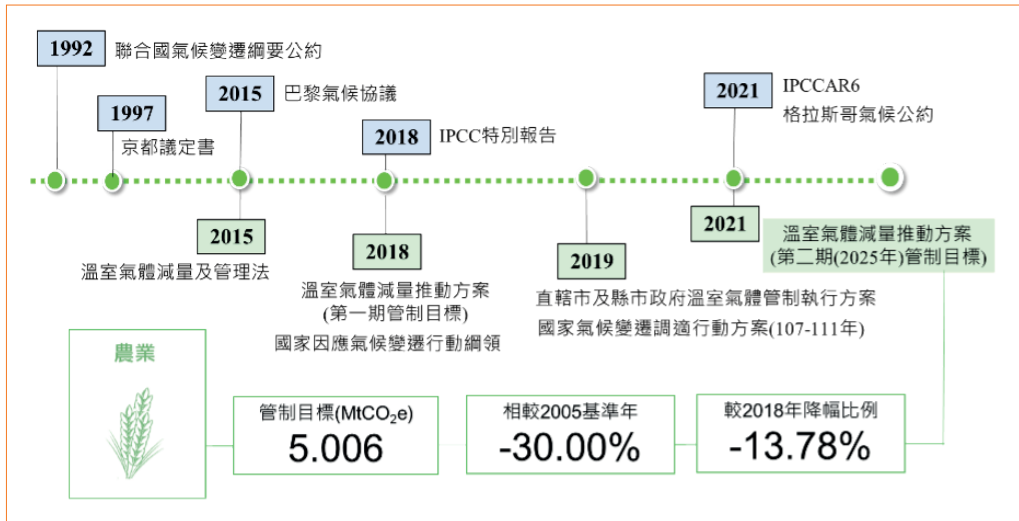 1992
聯合國氣候變遷綱要公約
1997
京都議定書
2015
巴黎氣候協議
2018
IPCC特別報告
2021
IPCCAR6
格拉斯哥氣候公約
2015
溫室氣體減量及管理法
2018
溫室氣體減量推動方案
(第一期管制目標)
國家因應氣候變遷行動綱領
2019
直轄市及縣市政府溫室氣體管制執行方案
國家氣候變遷調適行動方案(107-111年)
2021
溫室氣體減量推動方案
(第二期(2025年)管制目標)
農業
管制目標(MtCO₂e)
5.006
相較2005基準年
-30.00%
較2018年降幅比例
-13.78%